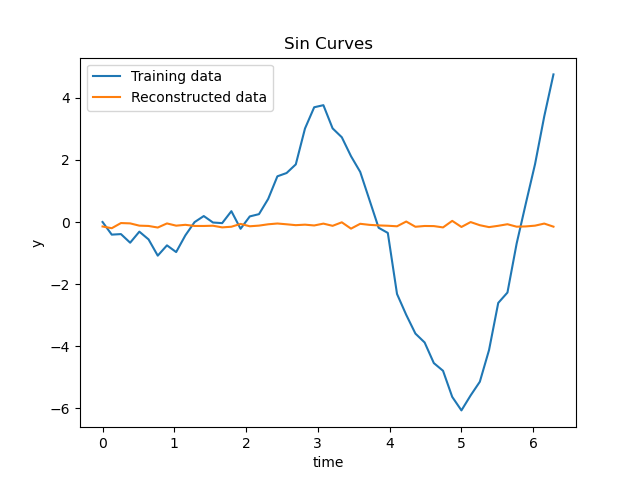 Sin Curves
Training data
Reconstructed data
y
4
2
0
−2
−4
−6
0 1 2 3 4 5 6
time